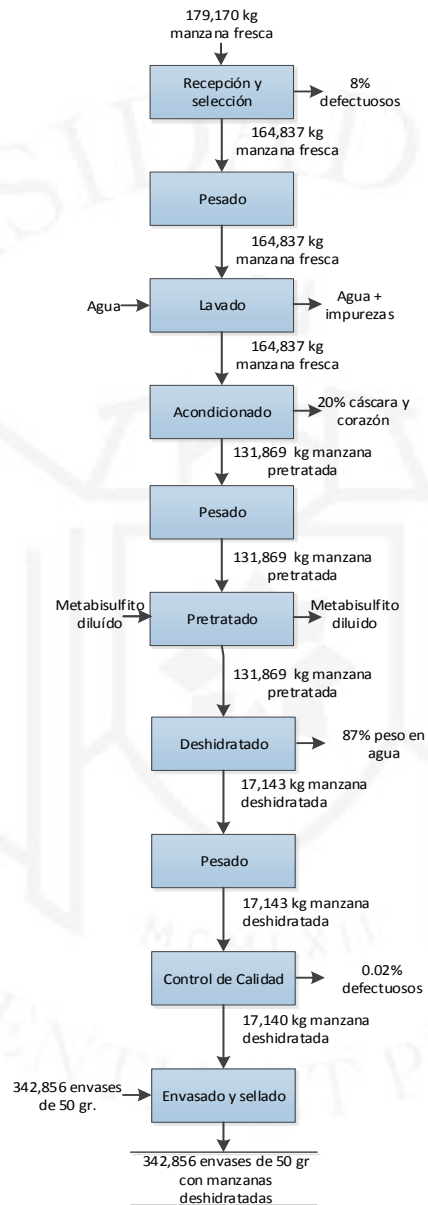 179,170 kg
manzana fresca
Recepción y
selección
8%
defectuosos
164,837 kg
manzana fresca
Pesado
164,837 kg
manzana fresca
Agua
Lavado
Agua +
impurezas
164,837 kg
manzana fresca
Acondicionado
20% cáscara y
corazón
131,869  kg manzana
pretratada
Pesado
131,869  kg manzana
pretratada
Metabisulfito
diluído
Pretratado
Metabisulfito
diluido
131,869  kg manzana
pretratada
Deshidratado
87% peso en
agua
17,143 kg manzana
deshidratada
Pesado
17,143 kg manzana
deshidratada
Control de Calidad
0.02%
defectuosos
17,140 kg manzana
deshidratada
342,856 envases
de 50 gr.
Envasado y sellado
342,856 envases de 50 gr
con manzanas
deshidratadas